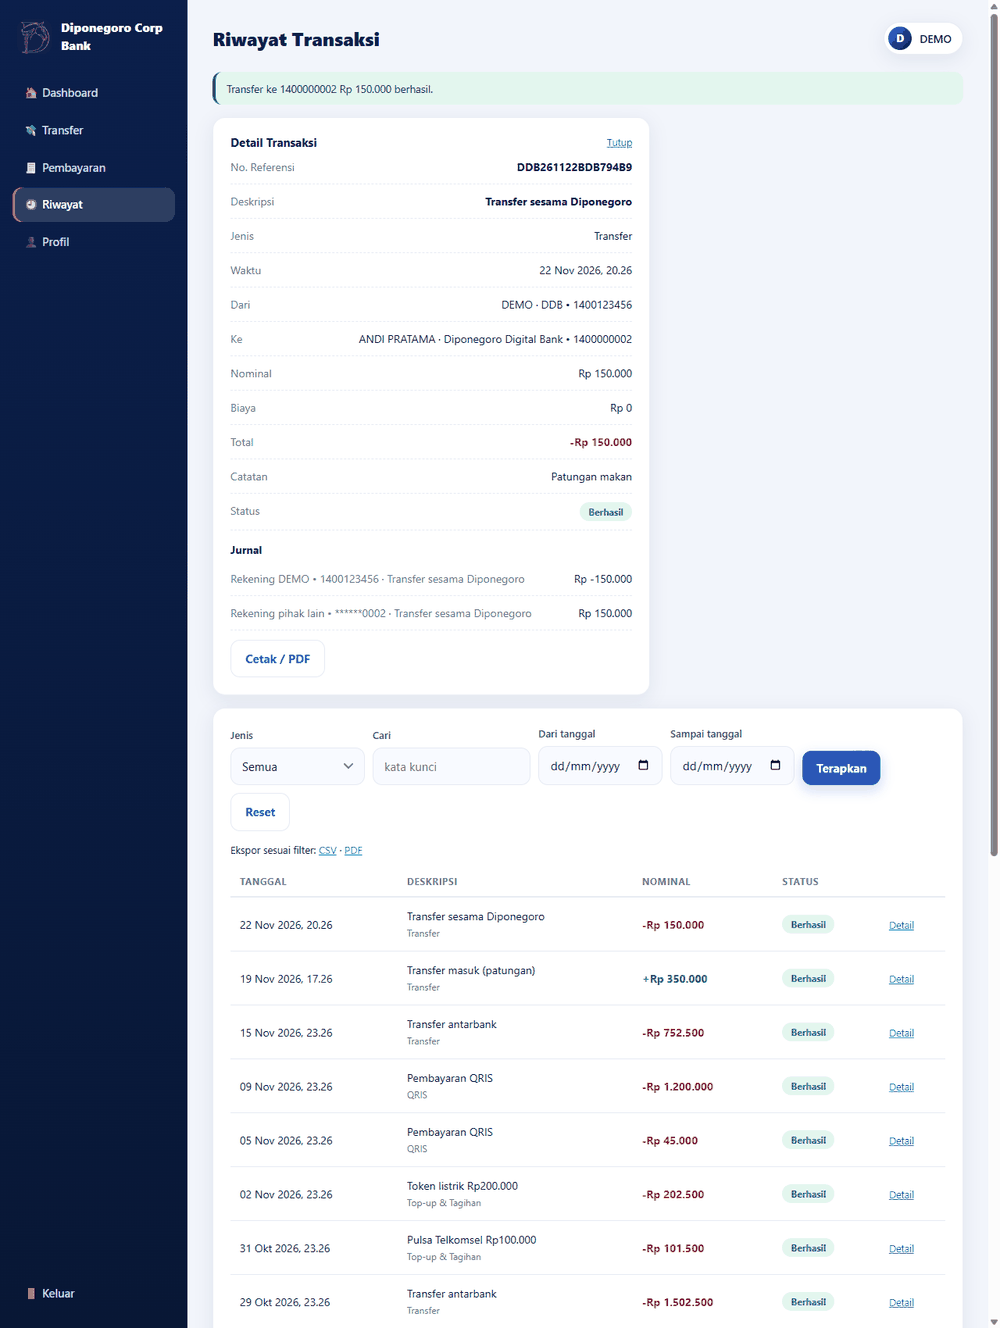 Diponegoro Corp
Bank
Dashboard
Transfer
Pembayaran
Riwayat
Profil
Keluar
Riwayat Transaksi
D DEMO
Transfer ke 1400000002 Rp 150.000 berhasil.
Detail Transaksi Tutup
No. Referensi DDB261122BDB794B9
Deskripsi Transfer sesama Diponegoro
Jenis Transfer
Waktu 22 Nov 2026, 20.26
Dari DEMO · DDB • 1400123456
Ke ANDI PRATAMA · Diponegoro Digital Bank • 1400000002
Nominal Rp 150.000
Biaya Rp 0
Total -Rp 150.000
Catatan Patungan makan
Status Berhasil
Jurnal
Rekening DEMO • 1400123456 · Transfer sesama Diponegoro Rp -150.000
Rekening pihak lain • ******0002 · Transfer sesama Diponegoro Rp 150.000
Cetak / PDF
Jenis Cari Dari tanggal Sampai tanggal
Semua kata kunci dd/mm/yyyy dd/mm/yyyy Terapkan
Reset
Ekspor sesuai filter: CSV · PDF
TANGGAL DESKRIPSI NOMINAL STATUS
22 Nov 2026, 20.26 Transfer sesama Diponegoro -Rp 150.000 Berhasil Detail
Transfer
19 Nov 2026, 17.26 Transfer masuk (patungan) +Rp 350.000 Berhasil Detail
Transfer
15 Nov 2026, 23.26 Transfer antarbank -Rp 752.500 Berhasil Detail
Transfer
09 Nov 2026, 23.26 Pembayaran QRIS -Rp 1.200.000 Berhasil Detail
QRIS
05 Nov 2026, 23.26 Pembayaran QRIS -Rp 45.000 Berhasil Detail
QRIS
02 Nov 2026, 23.26 Token listrik Rp200.000 -Rp 202.500 Berhasil Detail
Top-up & Tagihan
31 Okt 2026, 23.26 Pulsa Telkomsel Rp100.000 -Rp 101.500 Berhasil Detail
Top-up & Tagihan
29 Okt 2026, 23.26 Transfer antarbank -Rp 1.502.500 Berhasil Detail
Transfer